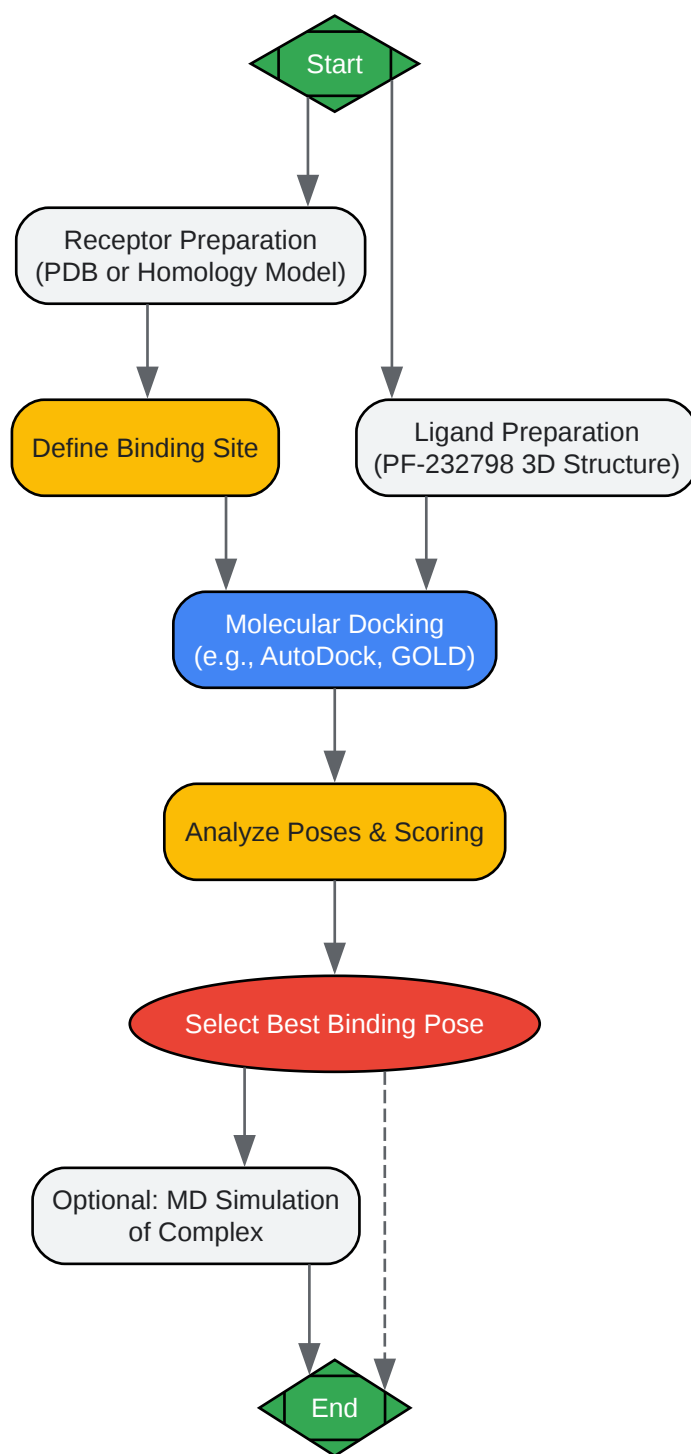 Start
Receptor Preparation
(PDB or Homology Model)
Define Binding Site
Ligand Preparation
(PF-232798 3D Structure)
Molecular Docking
(e.g., AutoDock, GOLD)
Analyze Poses & Scoring
Select Best Binding Pose
Optional: MD Simulation
of Complex
End